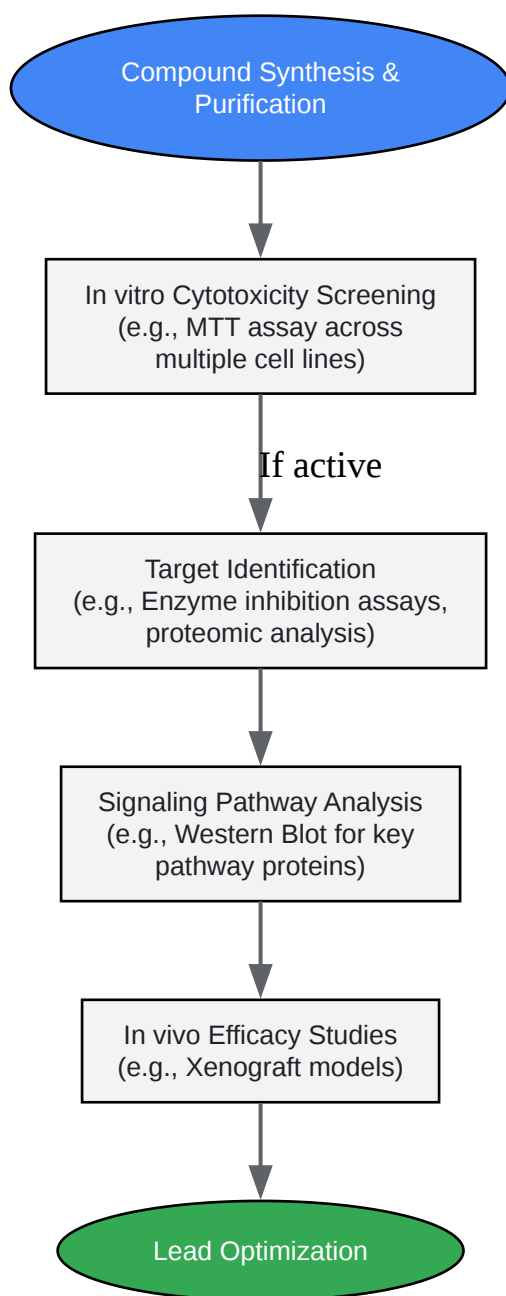 Compound Synthesis &
Purification
In vitro Cytotoxicity Screening
(e.g., MTT assay across
multiple cell lines)
If active
Target Identification
(e.g., Enzyme inhibition assays,
proteomic analysis)
Signaling Pathway Analysis
(e.g., Western Blot for key
pathway proteins)
In vivo Efficacy Studies
(e.g., Xenograft models)
Lead Optimization